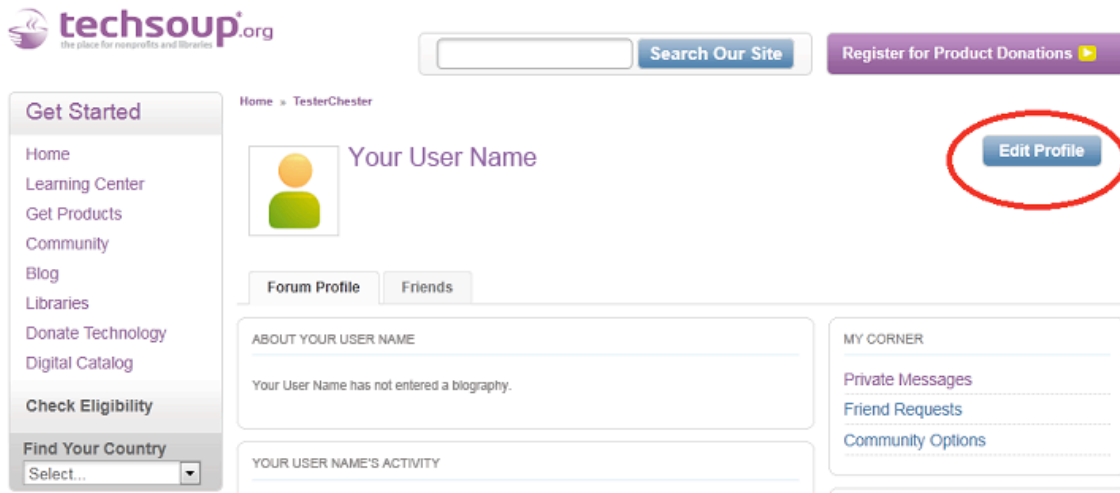 techsoup.org
the place for nonprofits and libraries
Search Our Site
Register for Product Donations
Get Started
Home
Learning Center
Get Products
Community
Blog
Libraries
Donate Technology
Digital Catalog
Check Eligibility
Find Your Country
Select...
Home » TesterChester
Your User Name
Edit Profile
Forum Profile
Friends
ABOUT YOUR USER NAME
Your User Name has not entered a biography.
YOUR USER NAME'S ACTIVITY
MY CORNER
Private Messages
Friend Requests
Community Options